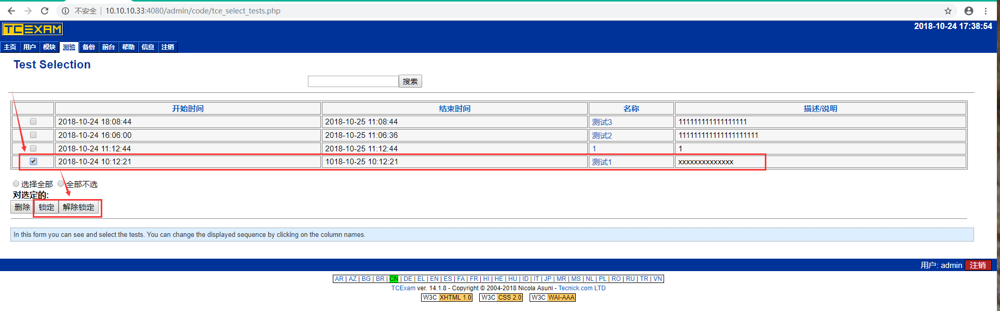 不安全 10.10.10.33:4080/admin/code/tce_select_tests.php
TCEXAM
2018-10-24 17:38:54
主页 用户 模块 测验 备份 前台 帮助 信息 注销
Test Selection
搜索
开始时间 结束时间 名称 描述/说明
2018-10-24 18:08:44 2018-10-25 11:08:44 测试3 111111111111111111
2018-10-24 16:06:00 2018-10-25 11:06:36 测试2 111111111111111111111
2018-10-24 11:12:44 2018-10-25 11:12:44 1 1
2018-10-24 10:12:21 1018-10-25 10:12:21 测试1 xxxxxxxxxxxxxx
选择全部 全部不选
对选定的:
删除 锁定 解除锁定
In this form you can see and select the tests. You can change the displayed sequence by clicking on the column names.
用户: admin 注销
AR | AZ | BG | BR | CN | DE | EL | EN | ES | FA | FR | HI | HE | HU | ID | IT | JP | MR | MS | NL | PL | RO | RU | TR | VN
TCExam ver. 14.1.8 - Copyright © 2004-2018 Nicola Asuni - Tecnick.com LTD
W3C XHTML 1.0 W3C CSS 2.0 W3C WAI-AAA